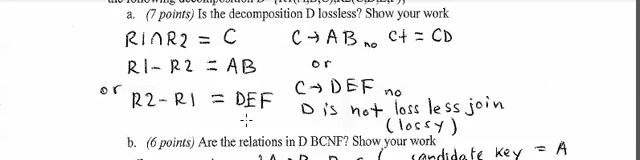 a. (7 points) Is the decomposition D lossless? Show your work
R1∩R2 = C C→AB no C+ = CD
R1- R2 = AB or
or R2-R1 = DEF C→DEF no
D is not loss less join
(lossy)
b. (6 points) Are the relations in D BCNF? Show your work
candidate key = A